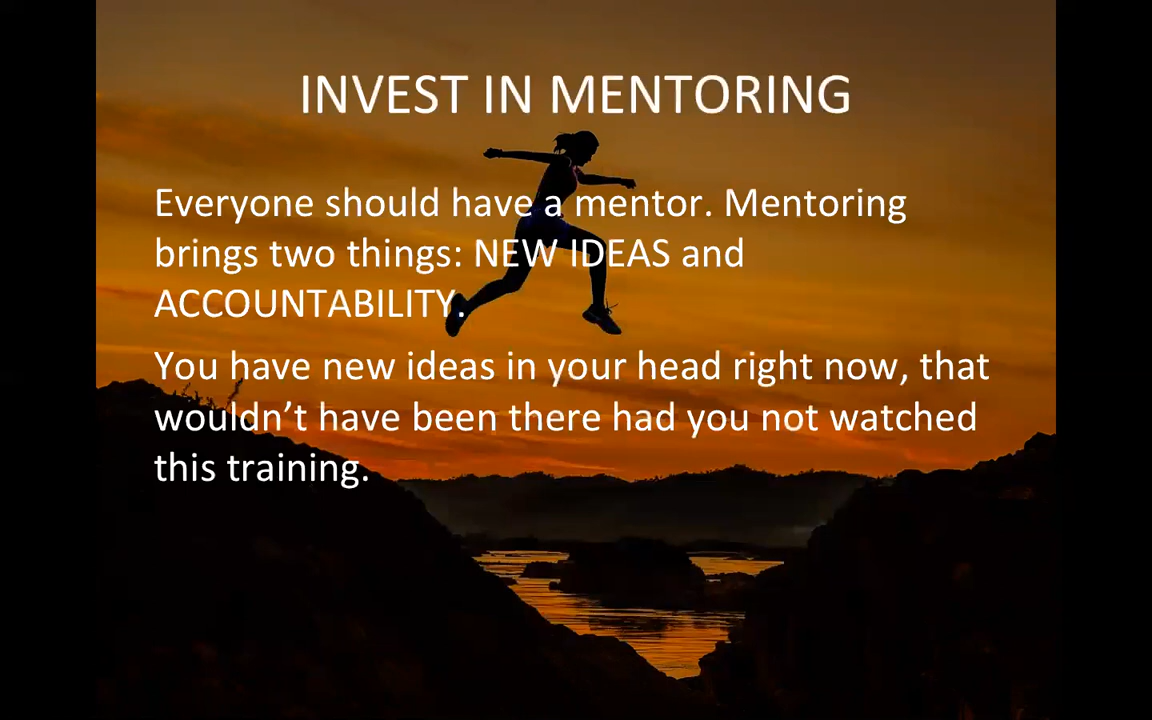 INVEST IN MENTORING
Everyone should have a mentor. Mentoring
brings two things: NEW IDEAS and
ACCOUNTABILITY.
You have new ideas in your head right now, that
wouldn’t have been there had you not watched
this training.